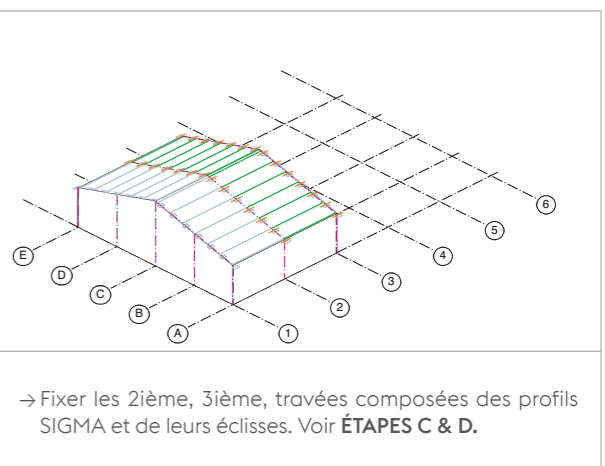 6
5
4
3
2
1
E
D
C
B
A
→ Fixer les 2ième, 3ième, travées composées des profils
SIGMA et de leurs éclisses. Voir ÉTAPES C & D.